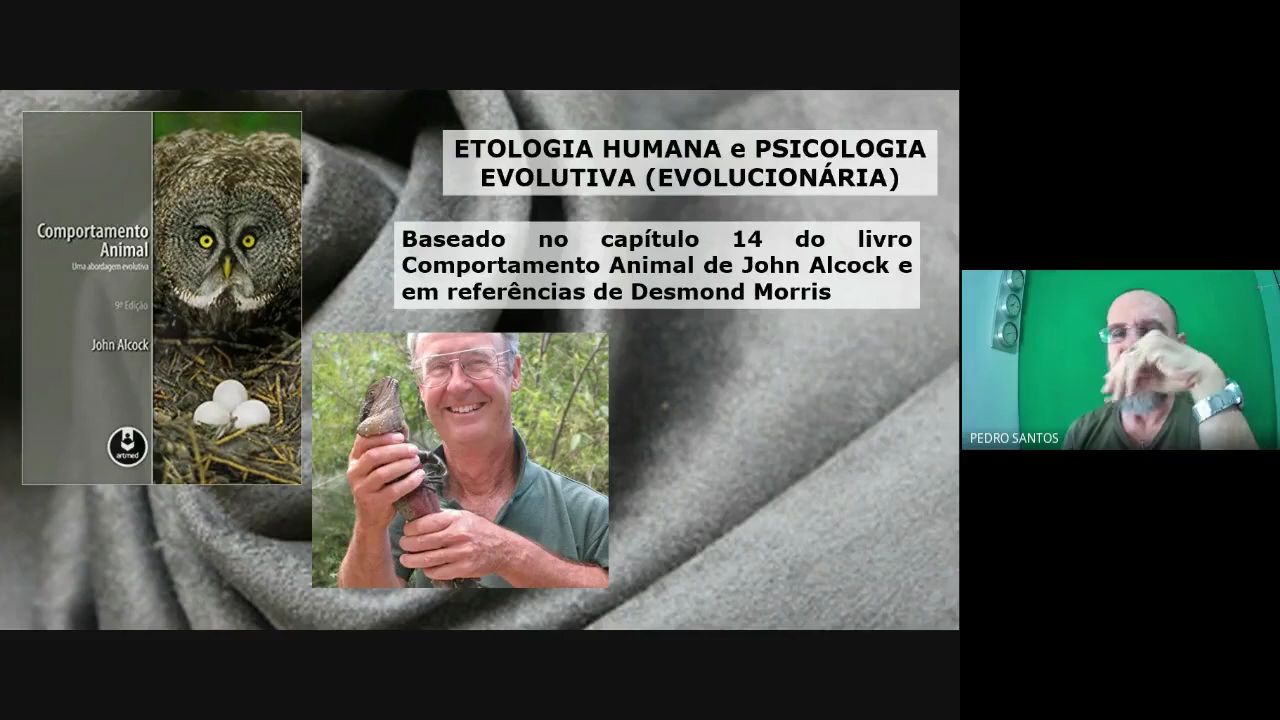 ETOLOGIA HUMANA e PSICOLOGIA
EVOLUTIVA (EVOLUCIONÁRIA)
Baseado no capítulo 14 do livro
Comportamento Animal de John Alcock e
em referências de Desmond Morris
Comportamento
Animal
Uma abordagem evolutiva
9ª Edição
John Alcock
artmed
PEDRO SANTOS